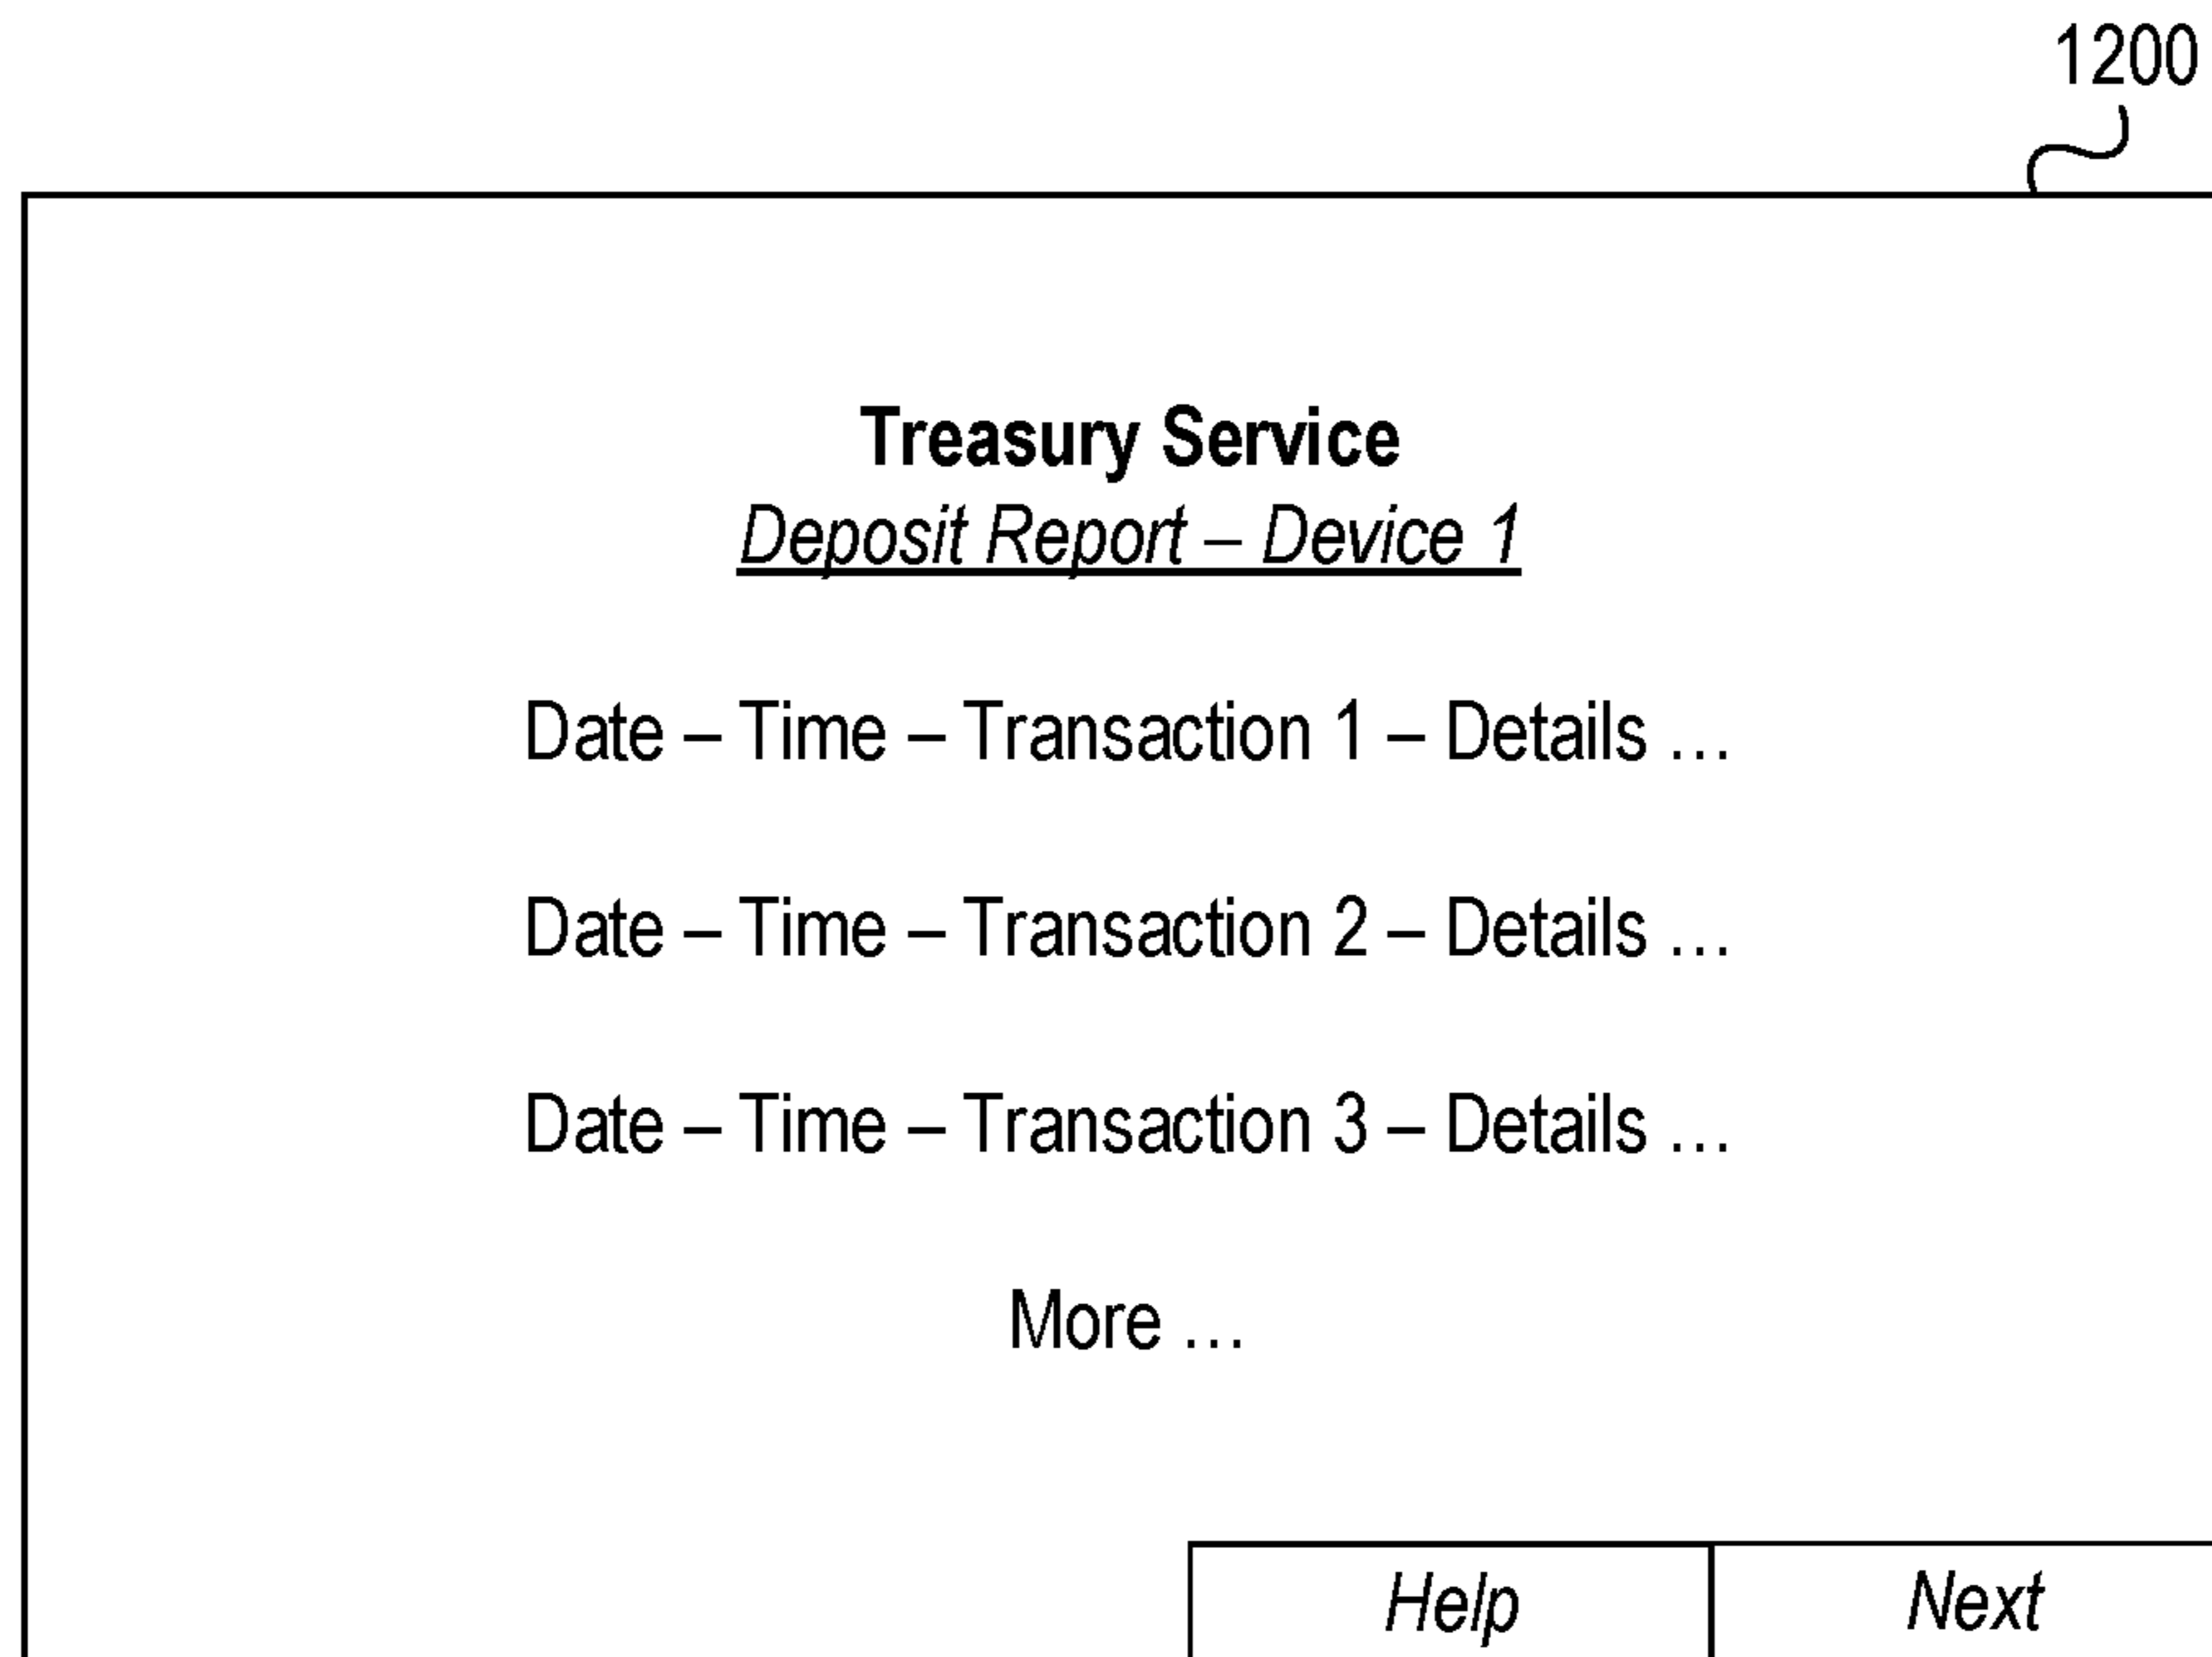 1200
Treasury Service
Deposit Report – Device 1
Date – Time – Transaction 1 – Details …
Date – Time – Transaction 2 – Details …
Date – Time – Transaction 3 – Details …
More …
Help Next